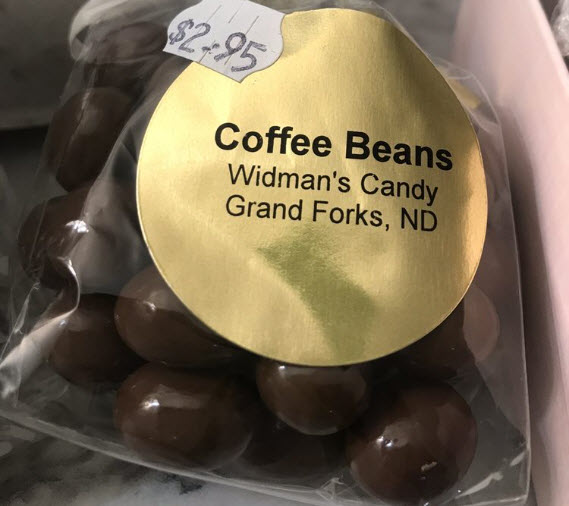 $2.95
Coffee Beans
Widman's Candy
Grand Forks, ND